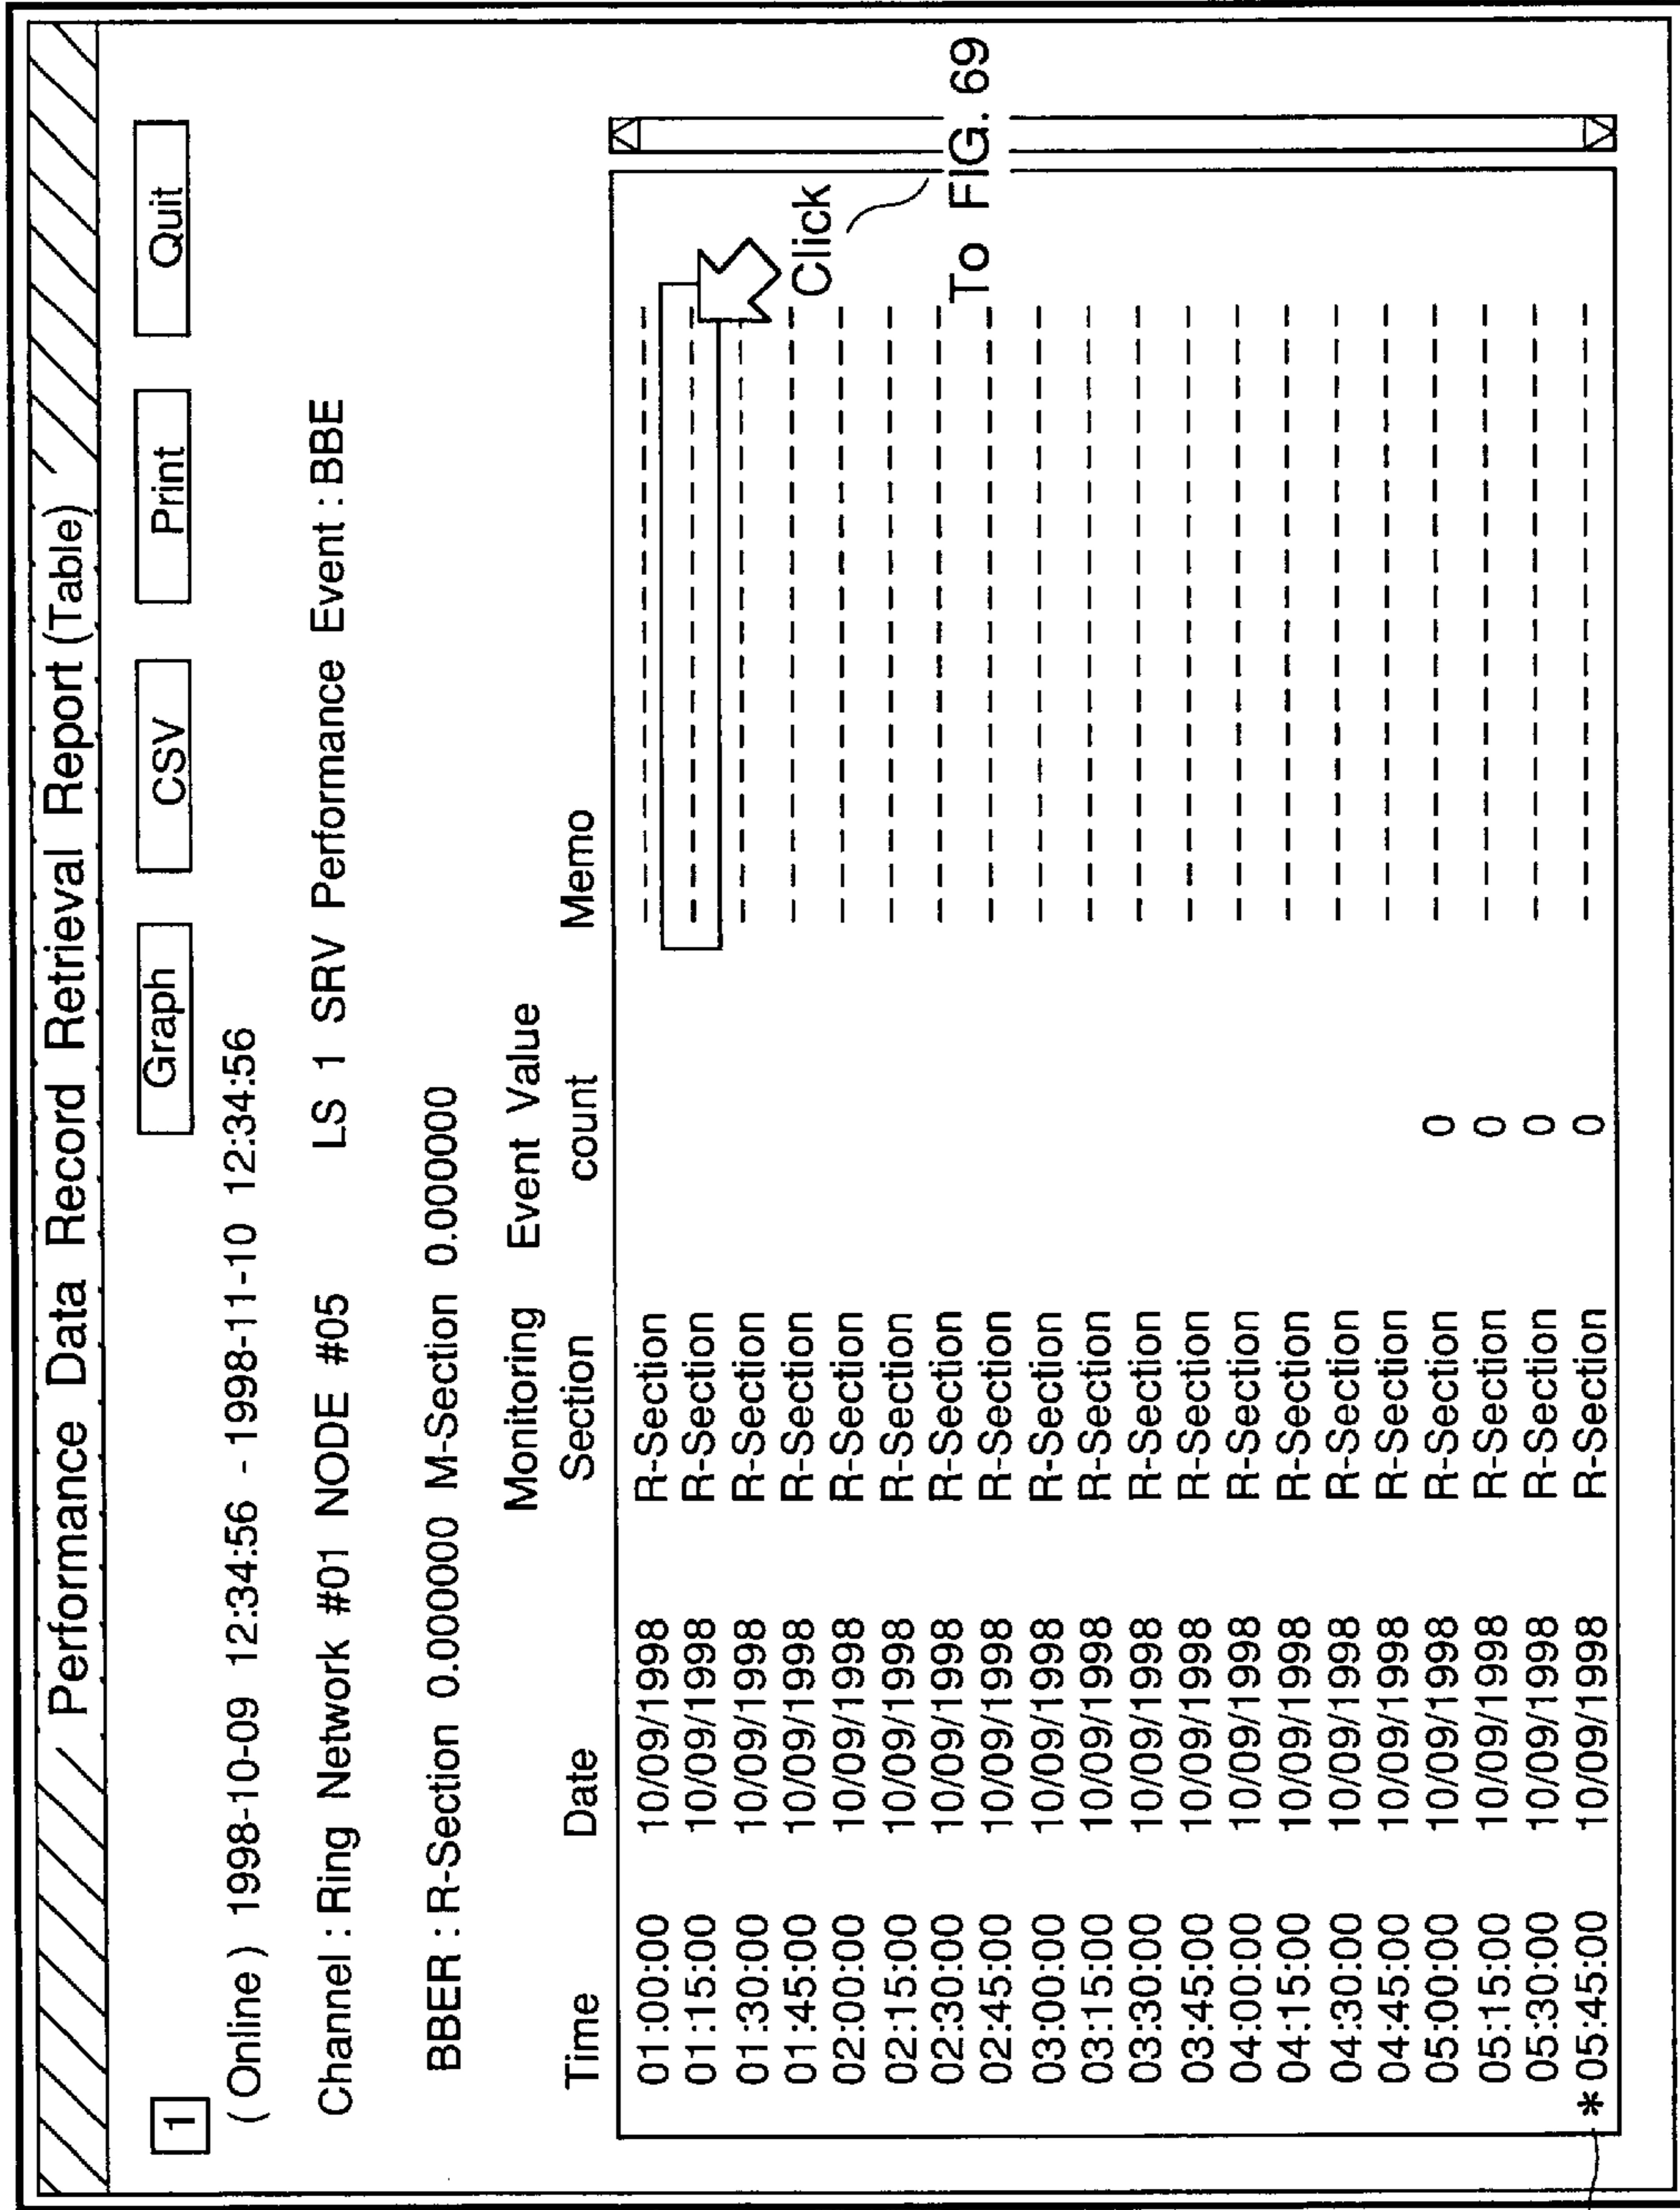 Performance Data Record Retrieval Report (Table)
1 Graph CSV Print Quit
( Online ) 1998-10-09 12:34:56 - 1998-11-10 12:34:56
Channel : Ring Network #01 NODE #05 LS 1 SRV Performance Event : BBE
BBER : R-Section 0.00000 M-Section 0.00000
Monitoring Event Value
Time Date Section count Memo
01:00:00 10/09/1998 R-Section ------------------
01:15:00 10/09/1998 R-Section ------------------
01:30:00 10/09/1998 R-Section ------------------
Click
01:45:00 10/09/1998 R-Section ------------------
02:00:00 10/09/1998 R-Section ------------------
02:15:00 10/09/1998 R-Section ------------------
02:30:00 10/09/1998 R-Section ------------------
To FIG. 69
02:45:00 10/09/1998 R-Section ------------------
03:00:00 10/09/1998 R-Section ------------------
03:15:00 10/09/1998 R-Section ------------------
03:30:00 10/09/1998 R-Section ------------------
03:45:00 10/09/1998 R-Section ------------------
04:00:00 10/09/1998 R-Section ------------------
04:15:00 10/09/1998 R-Section ------------------
04:30:00 10/09/1998 R-Section ------------------
04:45:00 10/09/1998 R-Section ------------------
05:00:00 10/09/1998 R-Section 0 ------------------
05:15:00 10/09/1998 R-Section 0 ------------------
05:30:00 10/09/1998 R-Section 0 ------------------
* 05:45:00 10/09/1998 R-Section 0 ------------------